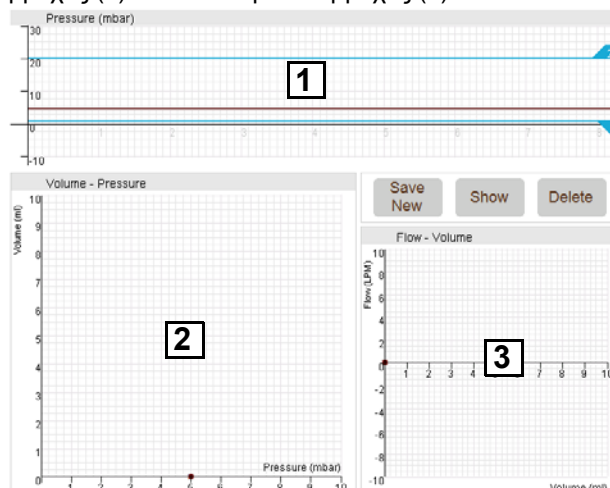 Pressure (mbar)
30
20
10
0
-10
1 2 3 4 5 6 7 8
1
Volume - Pressure
Volume (ml)
10
9
8
7
6
5
4
3
2
1
0
1 2 3 4 5 6 7 8 9 10
Pressure (mbar)
2
Save New
Show
Delete
Flow - Volume
Flow (LPM)
10
8
6
4
2
0
-2
-4
-6
-8
-10
1 2 3 4 7 8 9 10
3
Volume (ml)